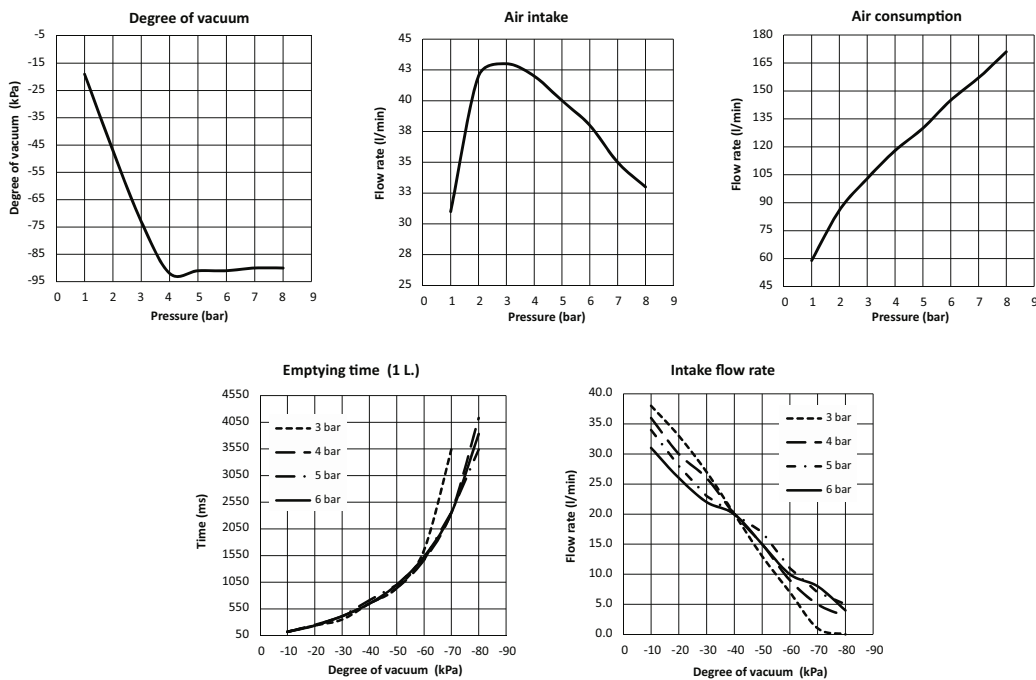 Degree of vacuum
Degree of vacuum (kPa)
-5
-15
-25
-35
-45
-55
-65
-75
-85
-95
0 1 2 3 4 5 6 7 8 9
Pressure (bar)
Air intake
Flow rate (l/min)
45
43
40
38
35
33
30
28
25
0 1 2 3 4 5 6 7 8 9
Pressure (bar)
Air consumption
Flow rate (l/min)
180
165
150
135
120
105
90
75
60
45
0 1 2 3 4 5 6 7 8 9
Pressure (bar)
Emptying time (1 L.)
Time (ms)
4550
4050
3550
3050
2550
2050
1550
1050
550
50
3 bar
4 bar
5 bar
6 bar
0 -10 -20 -30 -40 -50 -60 -70 -80 -90
Degree of vacuum (kPa)
Intake flow rate
Flow rate (l/min)
40.0
35.0
30.0
25.0
20.0
15.0
10.0
5.0
0.0
3 bar
4 bar
5 bar
6 bar
0 -10 -20 -30 -40 -50 -60 -70 -80 -90
Degree of vacuum (kPa)